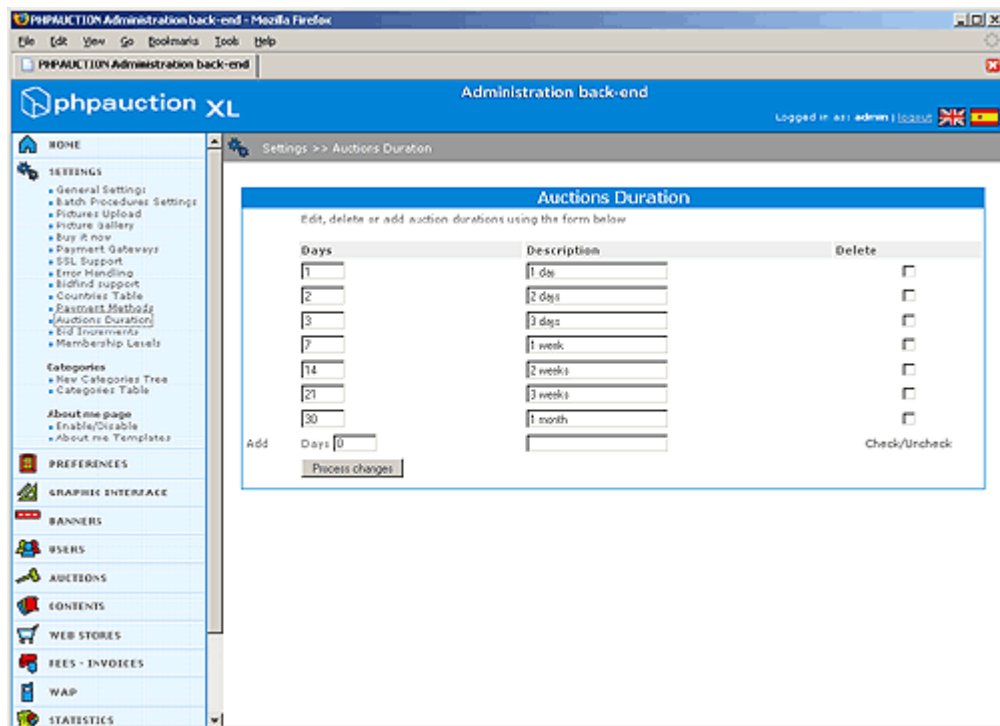 PHPAUCTION Administration back-end - Mozilla Firefox
File Edit View Go Bookmarks Tools Help
PHPAUCTION Administration back-end
phpauction XL
Administration back-end
Logged in as: admin | logout
HOME
SETTINGS
General Settings
Batch Procedures Settings
Pictures Upload
Picture Gallery
Buy it now
Payment Gateways
SSL Support
Error Handling
Bidfind support
Countries Table
Payment Methods
Auctions Duration
Bid Increments
Membership Levels
Categories
New Categories Tree
Categories Table
About me page
Enable/Disable
About me Templates
PREFERENCES
GRAPHIC INTERFACE
BANNERS
USERS
AUCTIONS
CONTENTS
WEB STORES
FEES - INVOICES
WAP
STATISTICS
Settings >> Auctions Duration
Auctions Duration
Edit, delete or add auction durations using the form below
Days Description Delete
1 1 day
2 2 days
3 3 days
7 1 week
14 2 weeks
21 3 weeks
30 1 month
Add Days 0 Check/Uncheck
Process changes